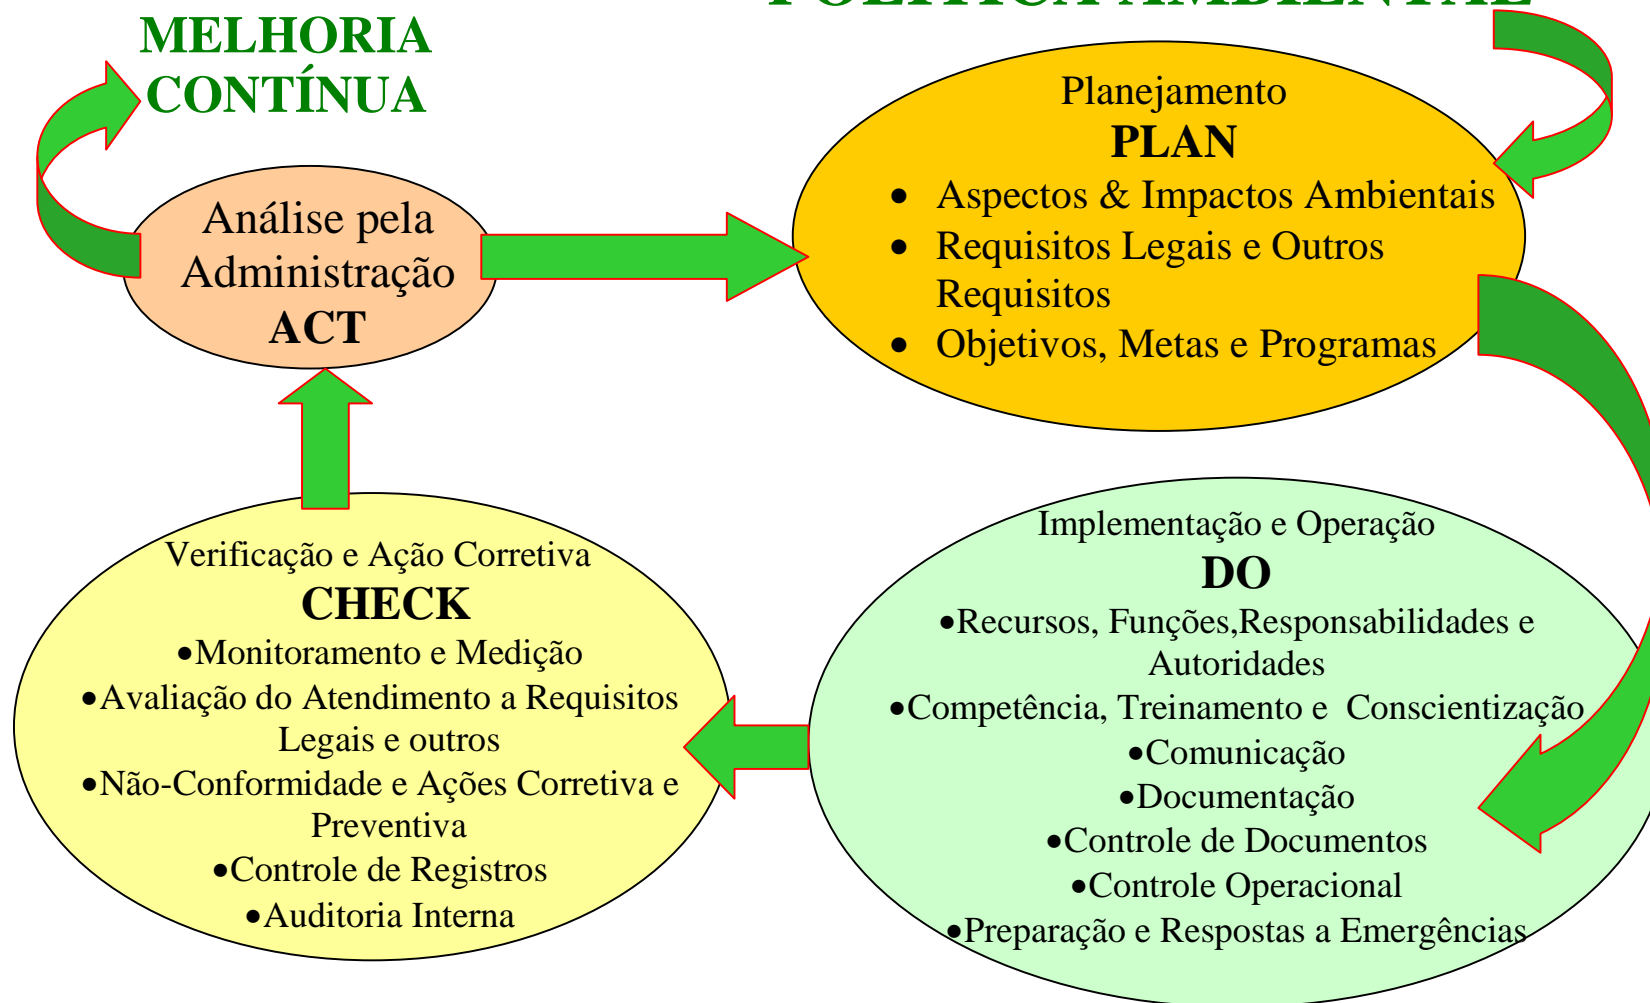 POLÍTICA AMBIENTAL
MELHORIA
CONTÍNUA
Planejamento
PLAN
• Aspectos & Impactos Ambientais
• Requisitos Legais e Outros
Requisitos
• Objetivos, Metas e Programas
Análise pela
Administração
ACT
Implementação e Operação
DO
•Recursos, Funções,Responsabilidades e
Autoridades
•Competência, Treinamento e Conscientização
•Comunicação
•Documentação
•Controle de Documentos
•Controle Operacional
•Preparação e Respostas a Emergências
Verificação e Ação Corretiva
CHECK
•Monitoramento e Medição
•Avaliação do Atendimento a Requisitos
Legais e outros
•Não-Conformidade e Ações Corretiva e
Preventiva
•Controle de Registros
•Auditoria Interna